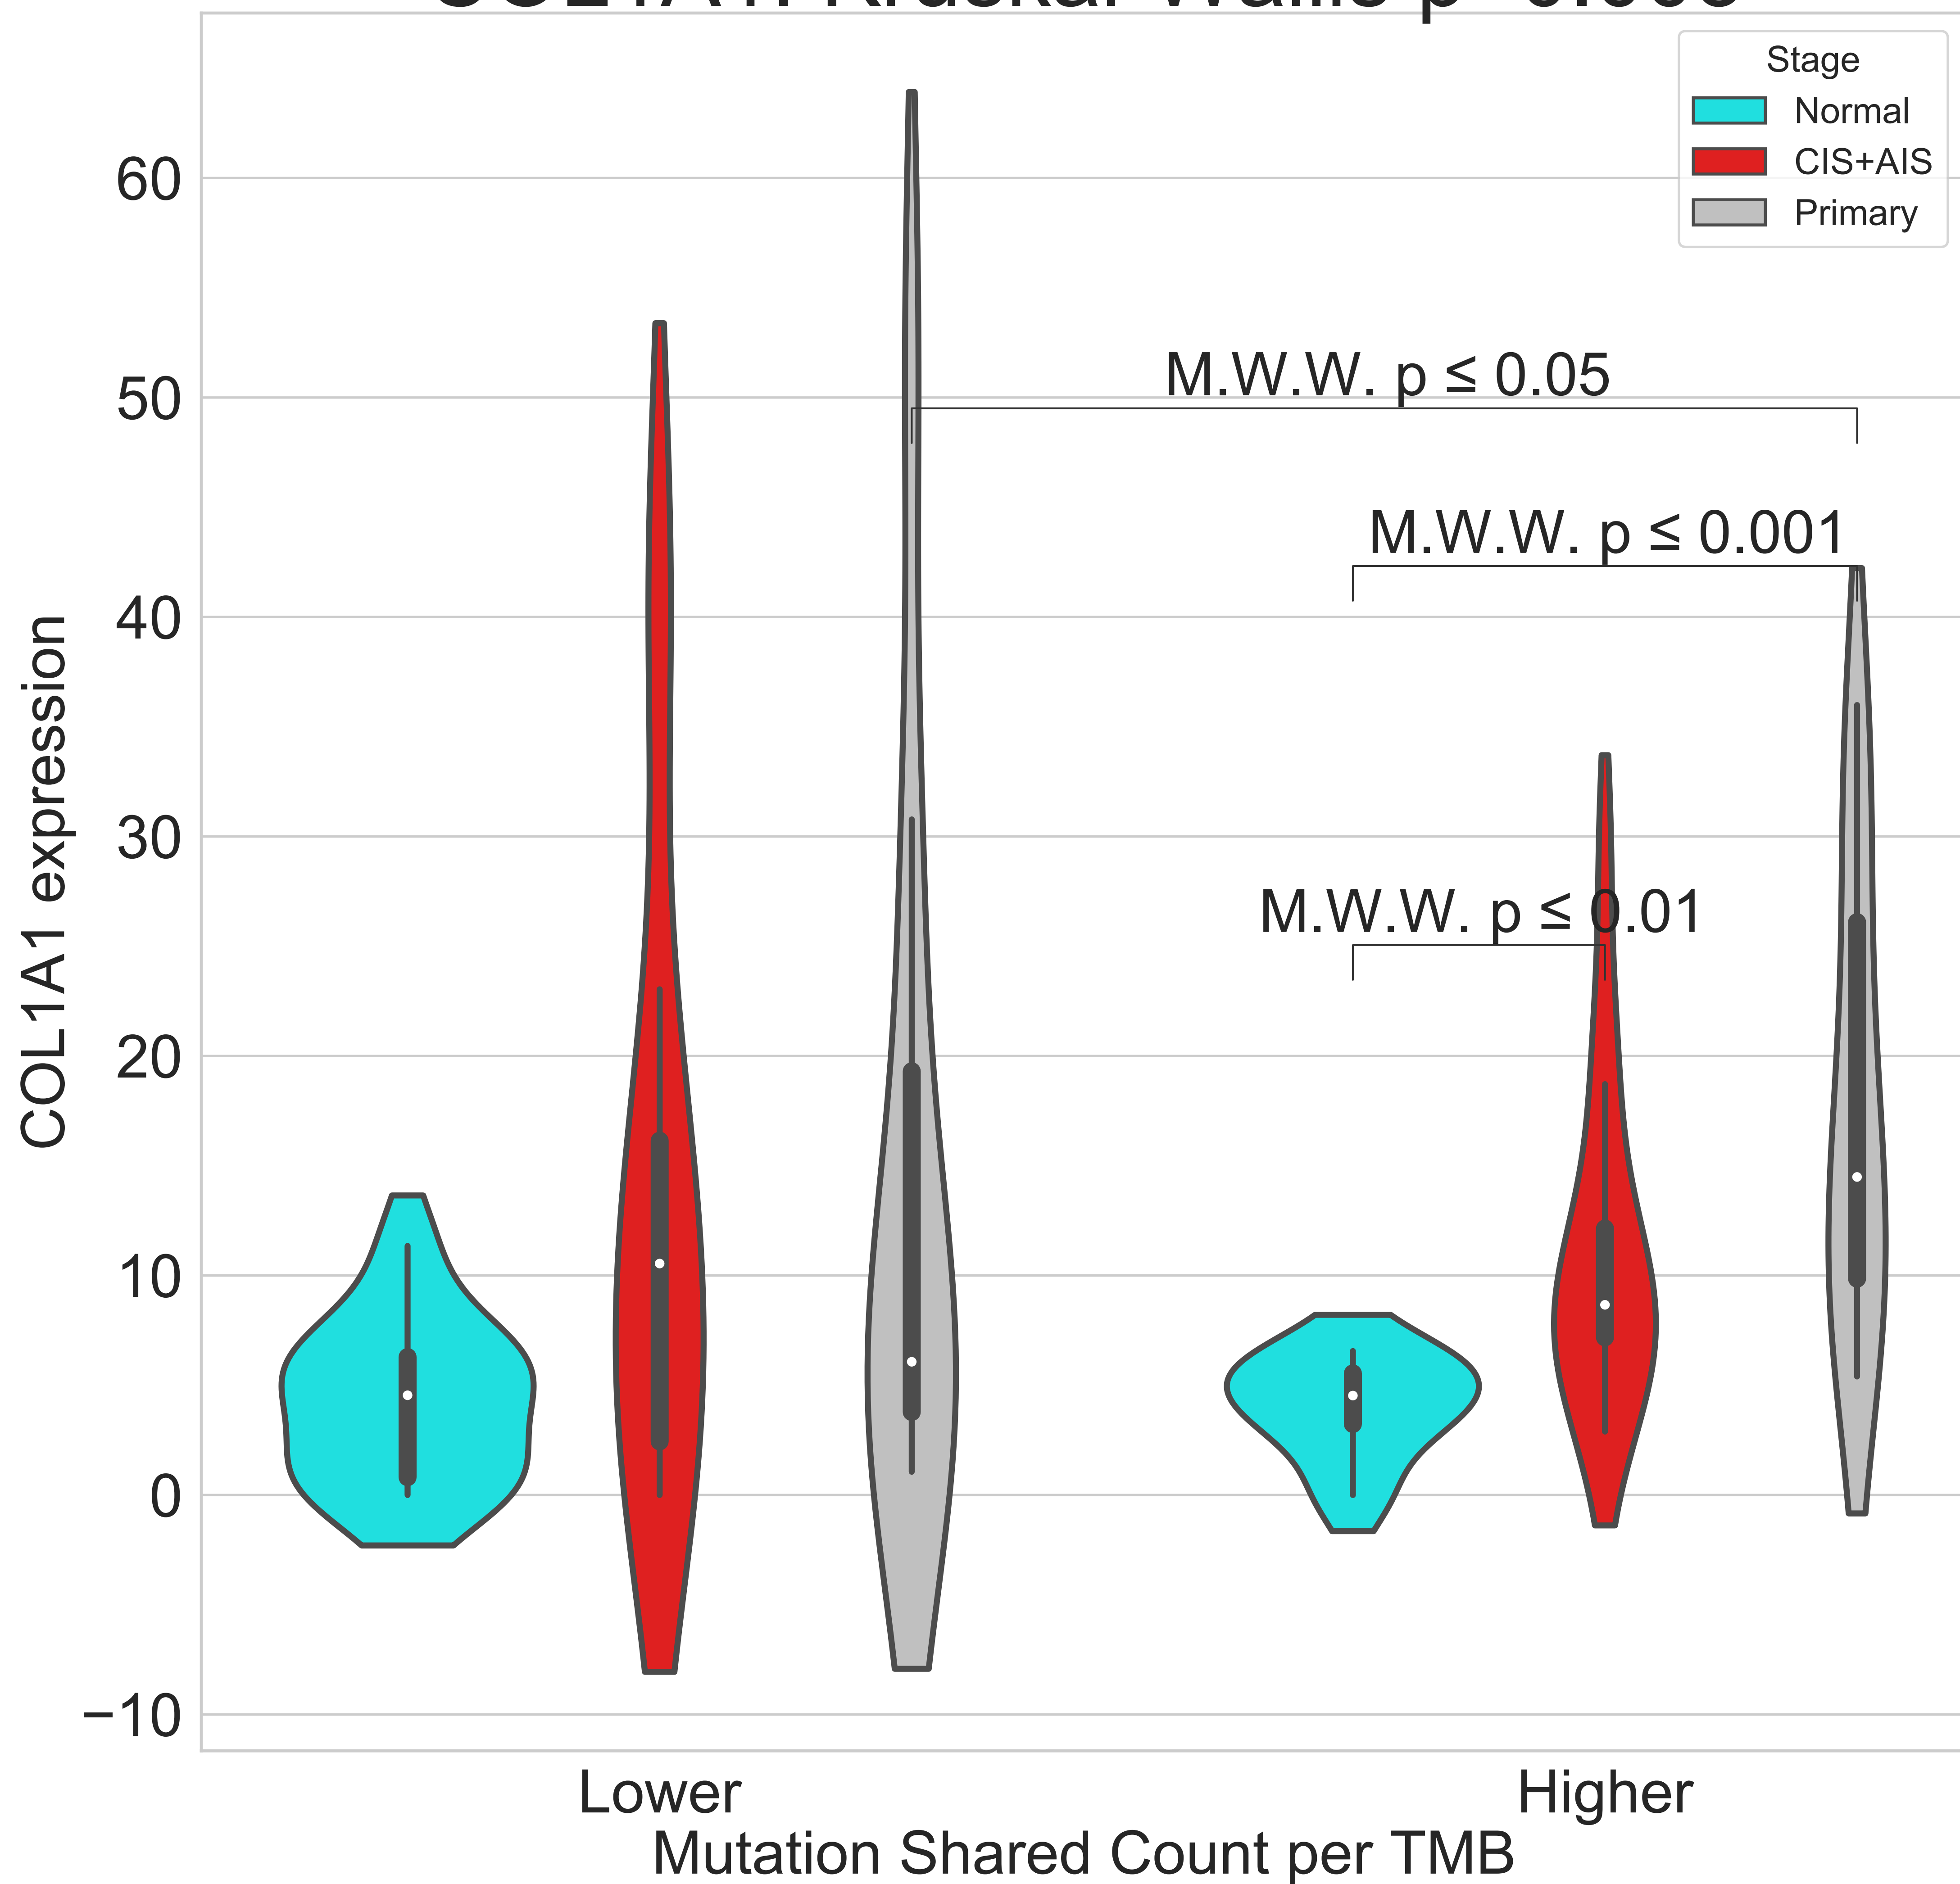 Stage
Normal
CIS+AIS
Primary
60
50
40
30
20
10
0
−10
COL1A1 expression
M.W.W. p ≤ 0.05
M.W.W. p ≤ 0.001
M.W.W. p ≤ 0.01
Lower
Higher
Mutation Shared Count per TMB